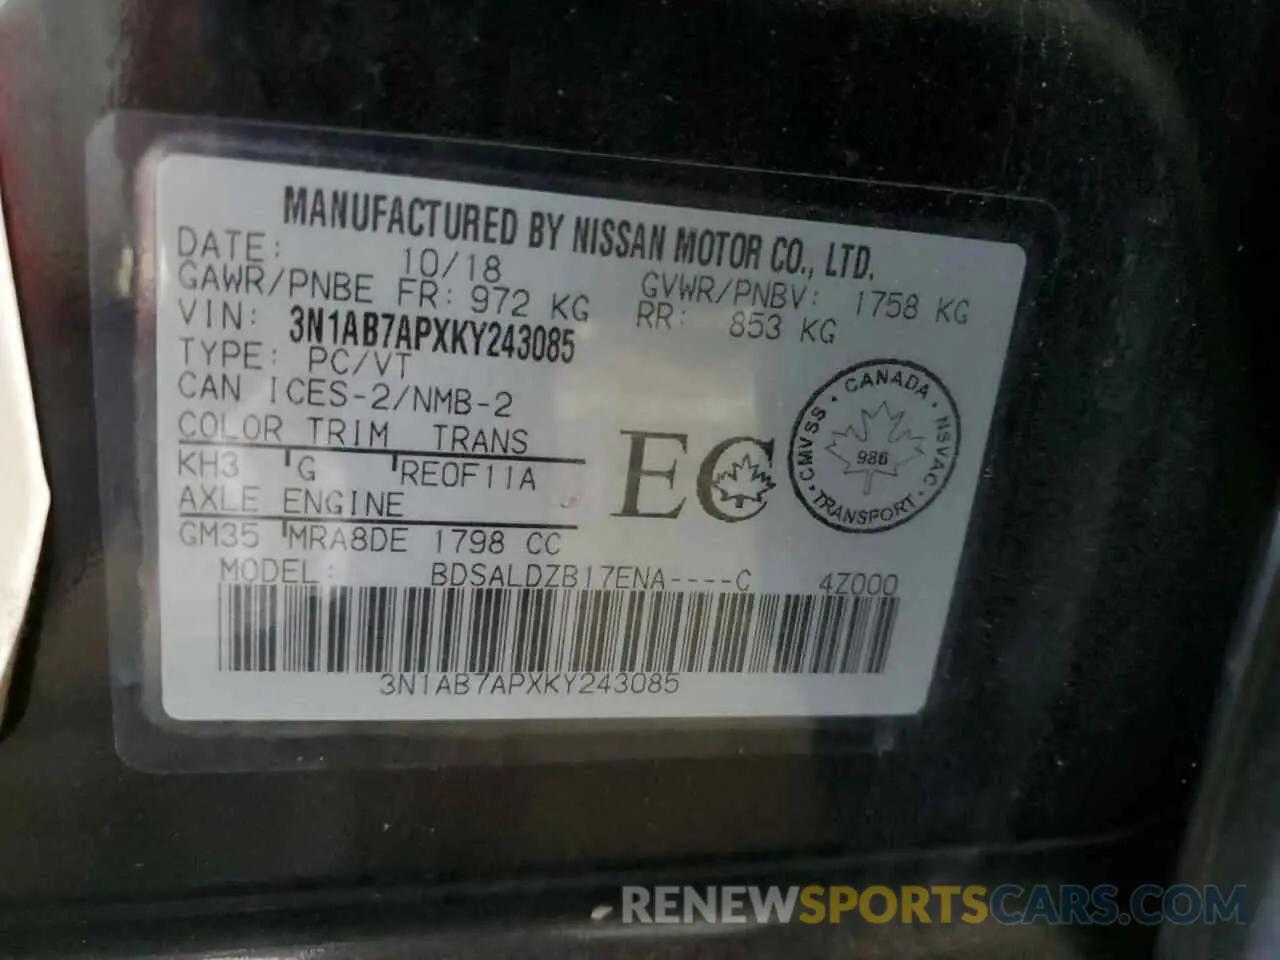 MANUFACTURED BY NISSAN MOTOR CO., LTD.
DATE: 10/18 GVWR/PNBV: 1758 KG
GAWR/PNBE FR: 972 KG RR: 853 KG
VIN: 3N1AB7APXKY243085
TYPE: PC/VT
CAN ICES-2/NMB-2
COLOR TRIM TRANS
KH3 G RE0F11A
AXLE ENGINE
GM35 MRA8DE 1798 CC
EC
CANADA · NSVAC · TRANSPORT · CMVSS ·
986
MODEL: BDSALDZB17ENA----C 4Z000
3N1AB7APXKY243085
RENEWSPORTSCARS.COM